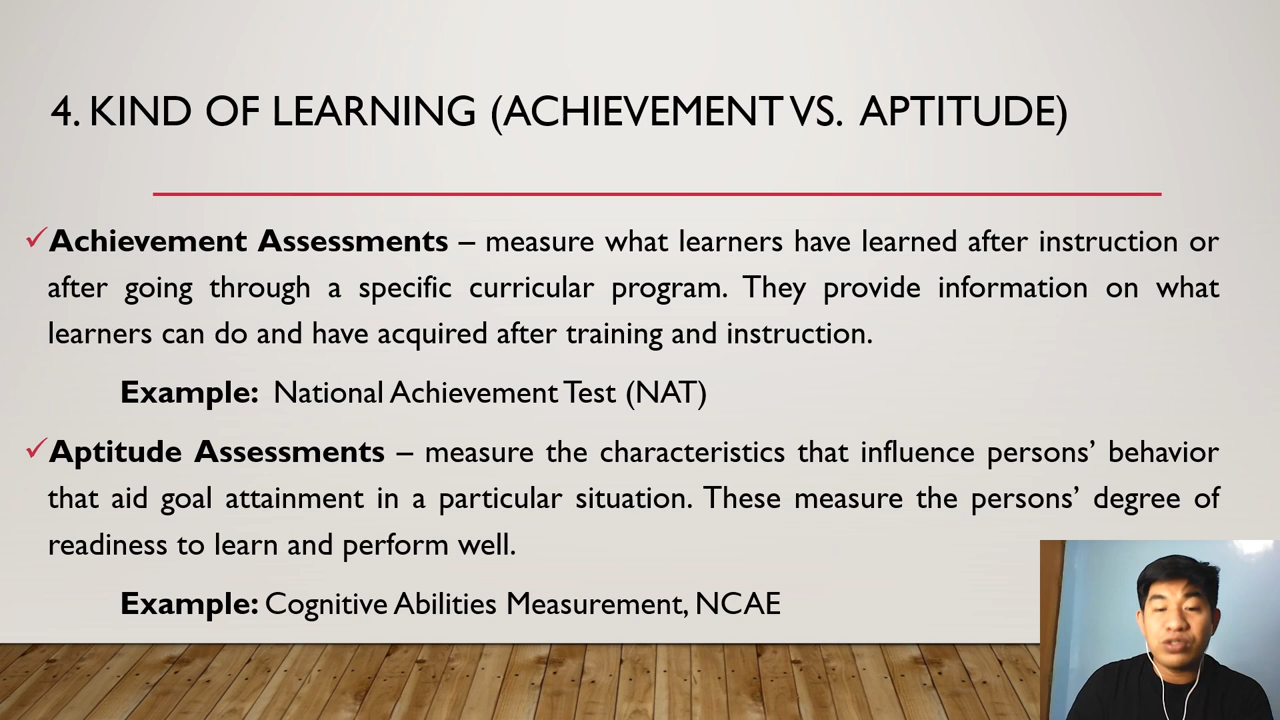 4. KIND OF LEARNING (ACHIEVEMENT VS. APTITUDE)
✓Achievement Assessments – measure what learners have learned after instruction or
after going through a specific curricular program. They provide information on what
learners can do and have acquired after training and instruction.
Example: National Achievement Test (NAT)
✓Aptitude Assessments – measure the characteristics that influence persons’ behavior
that aid goal attainment in a particular situation. These measure the persons’ degree of
readiness to learn and perform well.
Example: Cognitive Abilities Measurement, NCAE